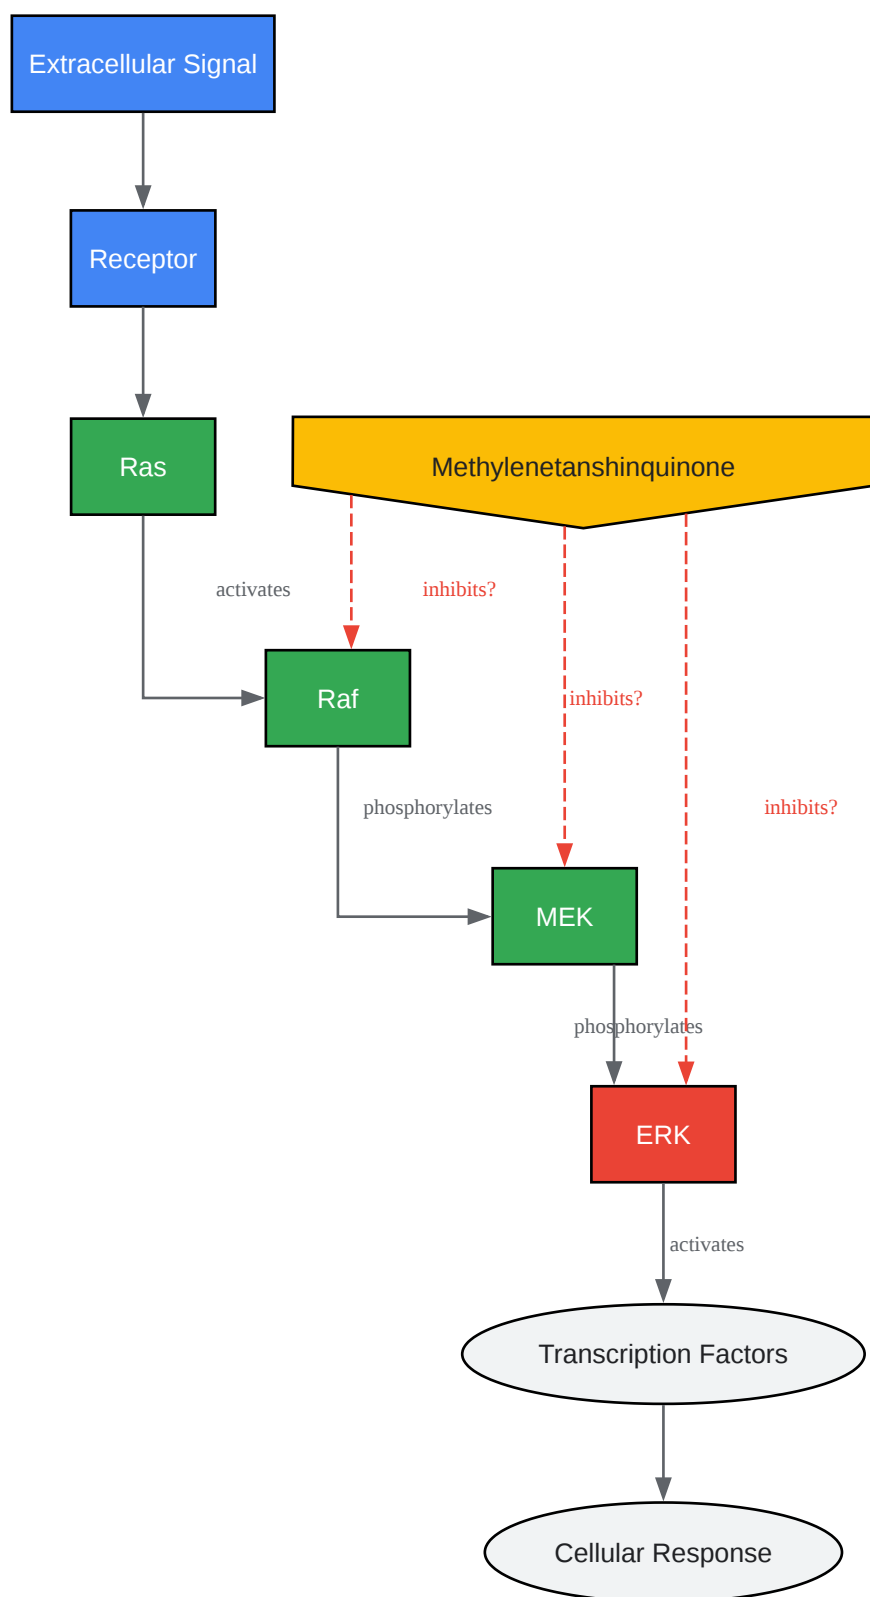 Extracellular Signal
Receptor
Ras
Methylenetanshinquinone
activates
inhibits?
Raf
inhibits?
phosphorylates
inhibits?
MEK
phosphorylates
ERK
activates
Transcription Factors
Cellular Response